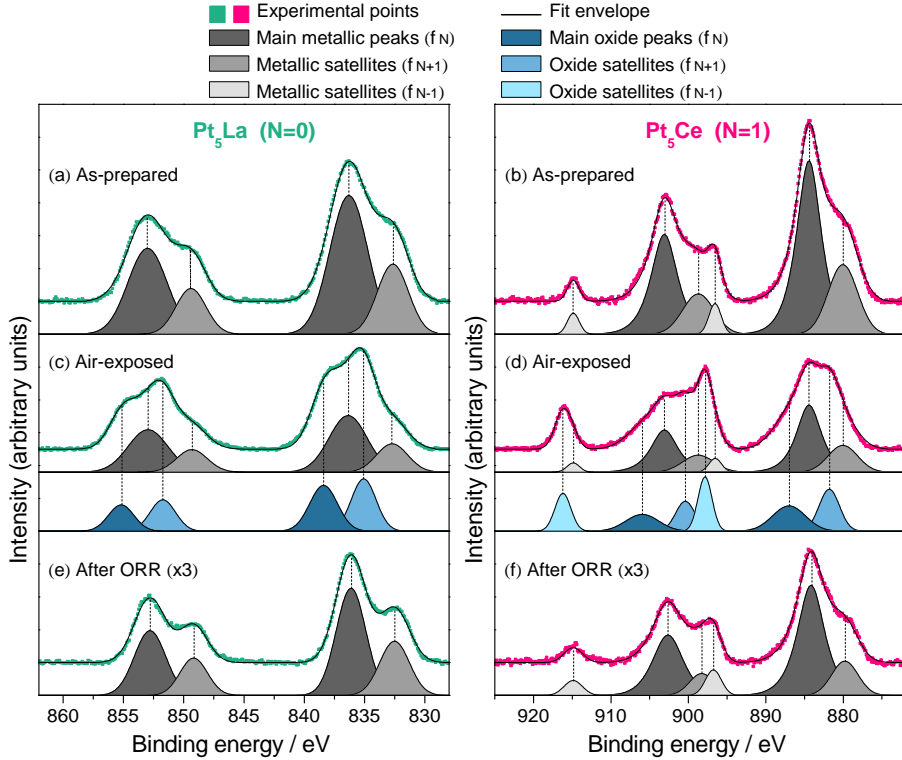 Experimental points
Main metallic peaks (f N)
Metallic satellites (f N+1)
Metallic satellites (f N-1)
Fit envelope
Main oxide peaks (f N)
Oxide satellites (f N+1)
Oxide satellites (f N-1)
Pt5La (N=0)
(a) As-prepared
(c) Air-exposed
(e) After ORR (x3)
Intensity (arbitrary units)
860 855 850 845 840 835 830
Binding energy / eV
Pt5Ce (N=1)
(b) As-prepared
(d) Air-exposed
(f) After ORR (x3)
Intensity (arbitrary units)
920 910 900 890 880
Binding energy / eV